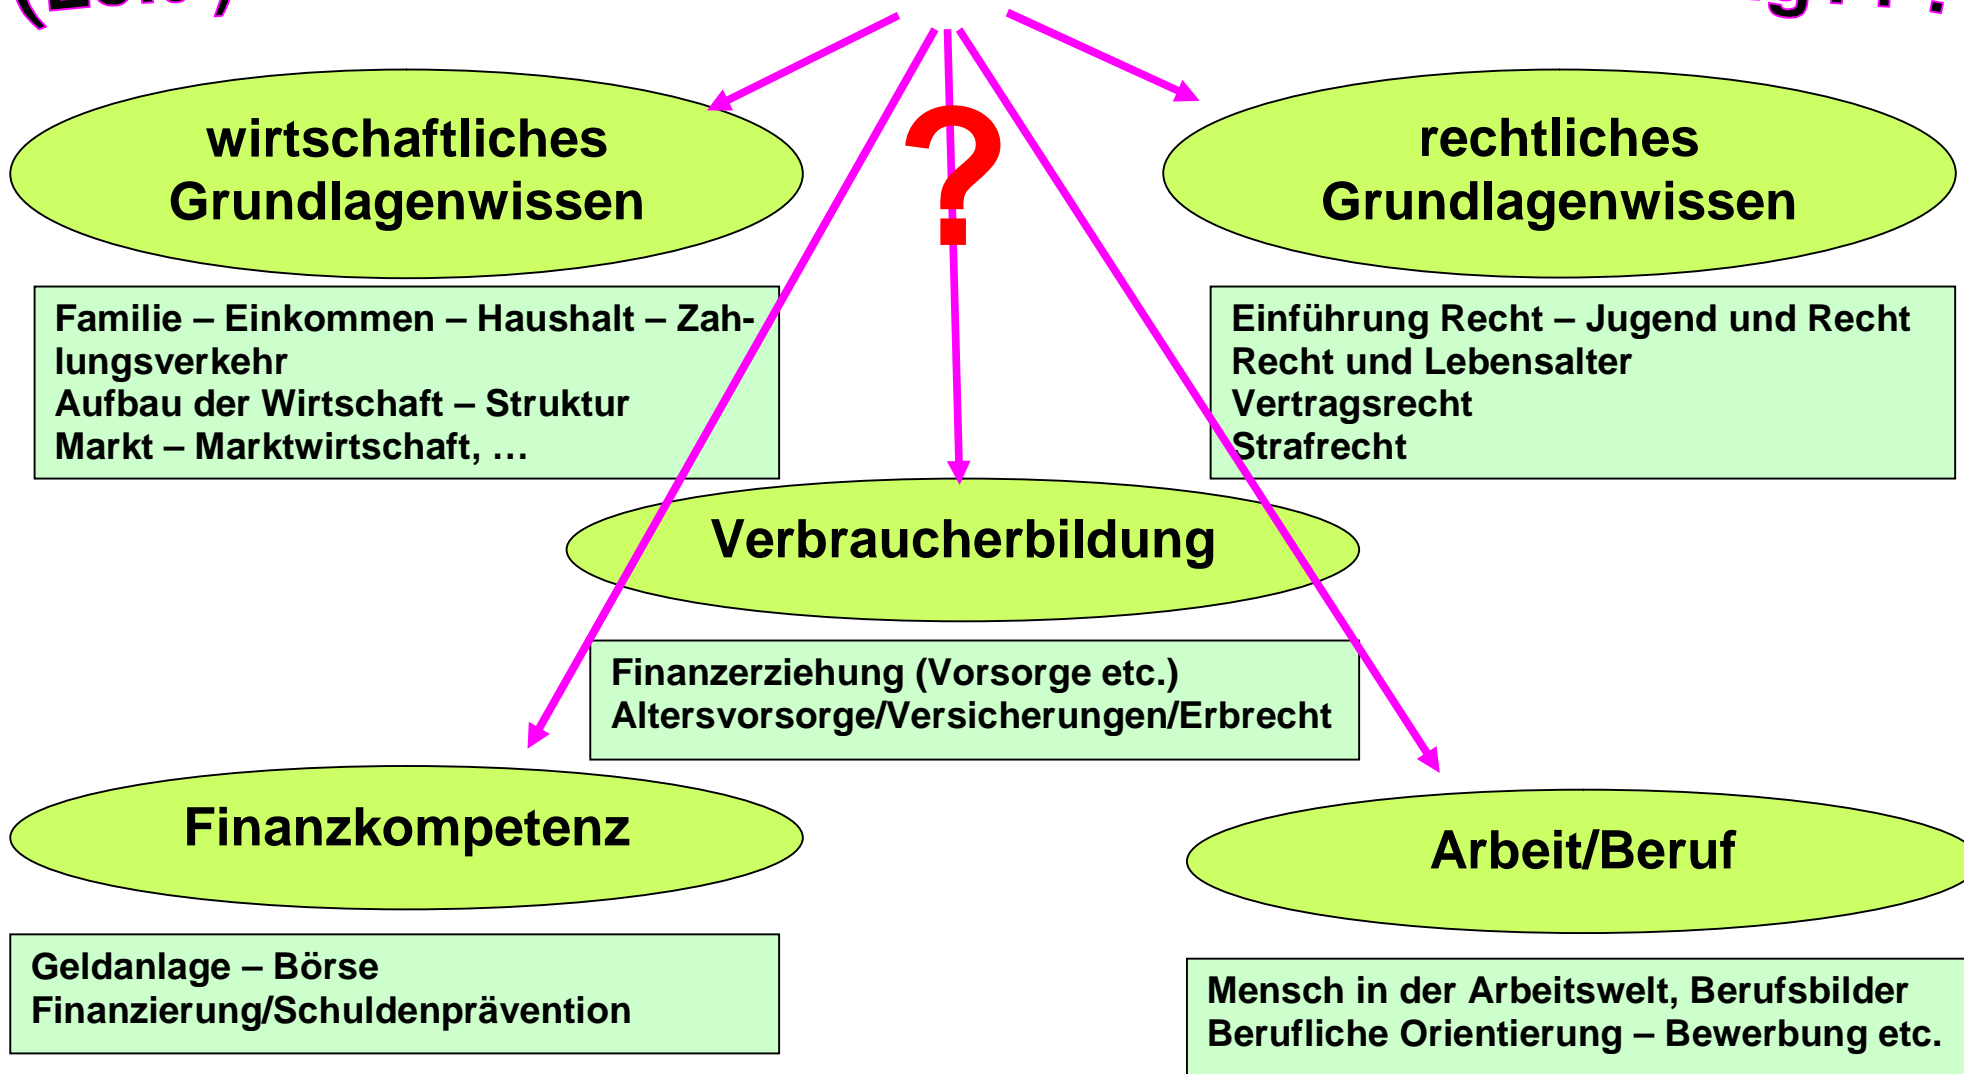 wirtschaftliches
Grundlagenwissen
?
rechtliches
Grundlagenwissen
Familie – Einkommen – Haushalt – Zah-
lungsverkehr
Aufbau der Wirtschaft – Struktur
Markt – Marktwirtschaft, …
Einführung Recht – Jugend und Recht
Recht und Lebensalter
Vertragsrecht
Strafrecht
Verbraucherbildung
Finanzerziehung (Vorsorge etc.)
Altersvorsorge/Versicherungen/Erbrecht
Finanzkompetenz
Arbeit/Beruf
Geldanlage – Börse
Finanzierung/Schuldenprävention
Mensch in der Arbeitswelt, Berufsbilder
Berufliche Orientierung – Bewerbung etc.